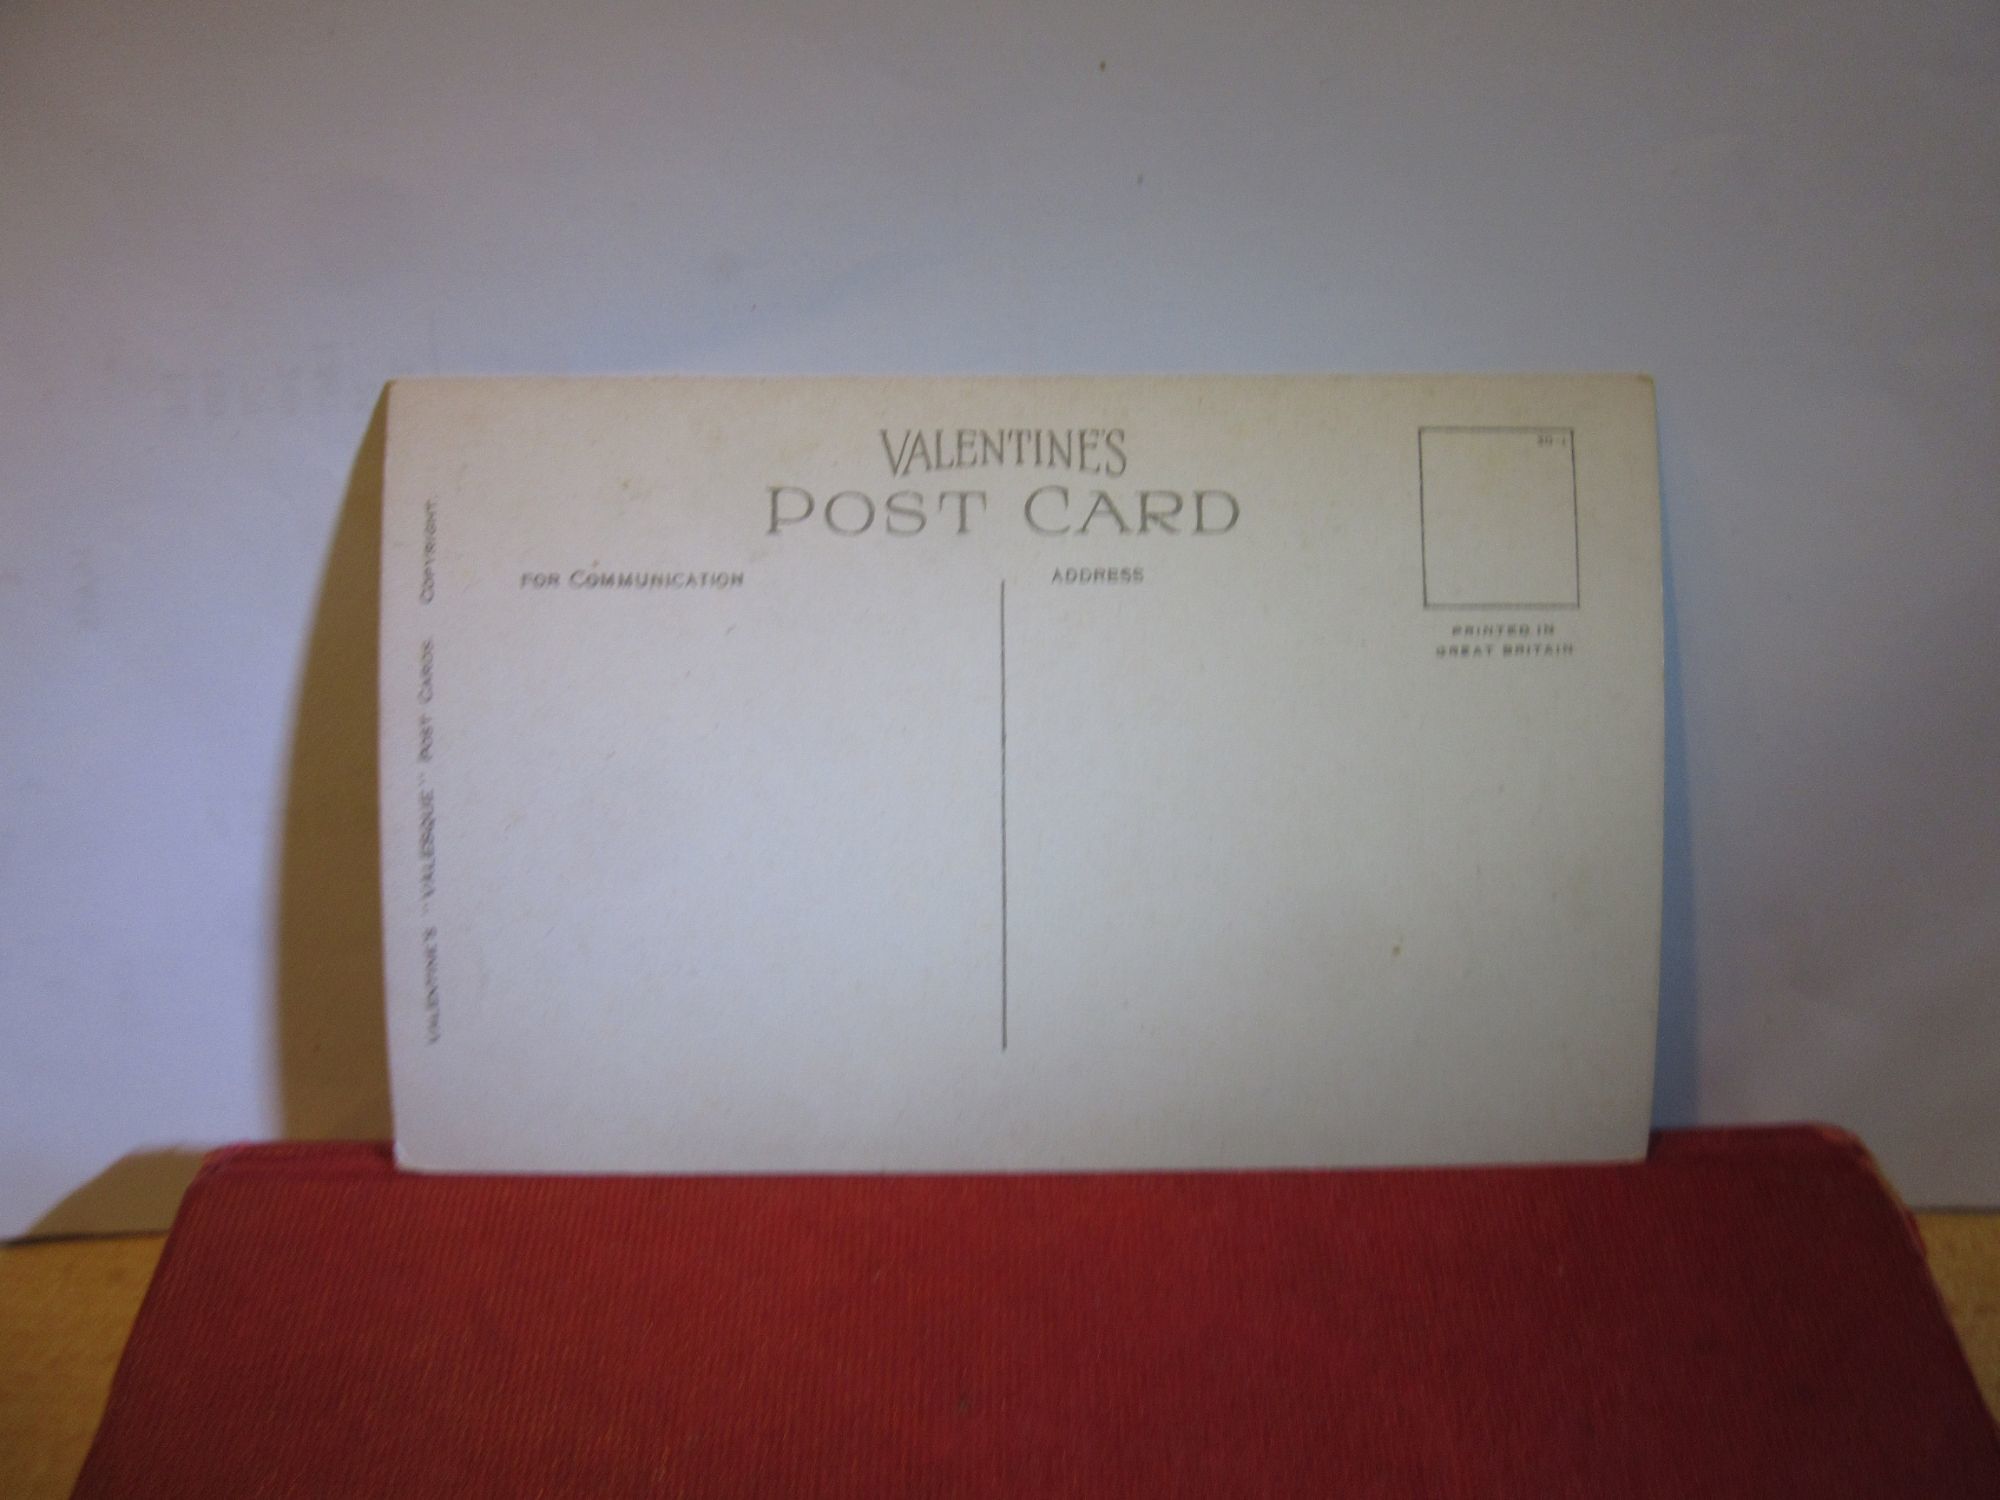 VALENTINE'S
POST CARD
FOR COMMUNICATION
ADDRESS
PRINTED IN
GREAT BRITAIN
VALENTINE'S "VALESQUE" POST CARDS. COPYRIGHT.